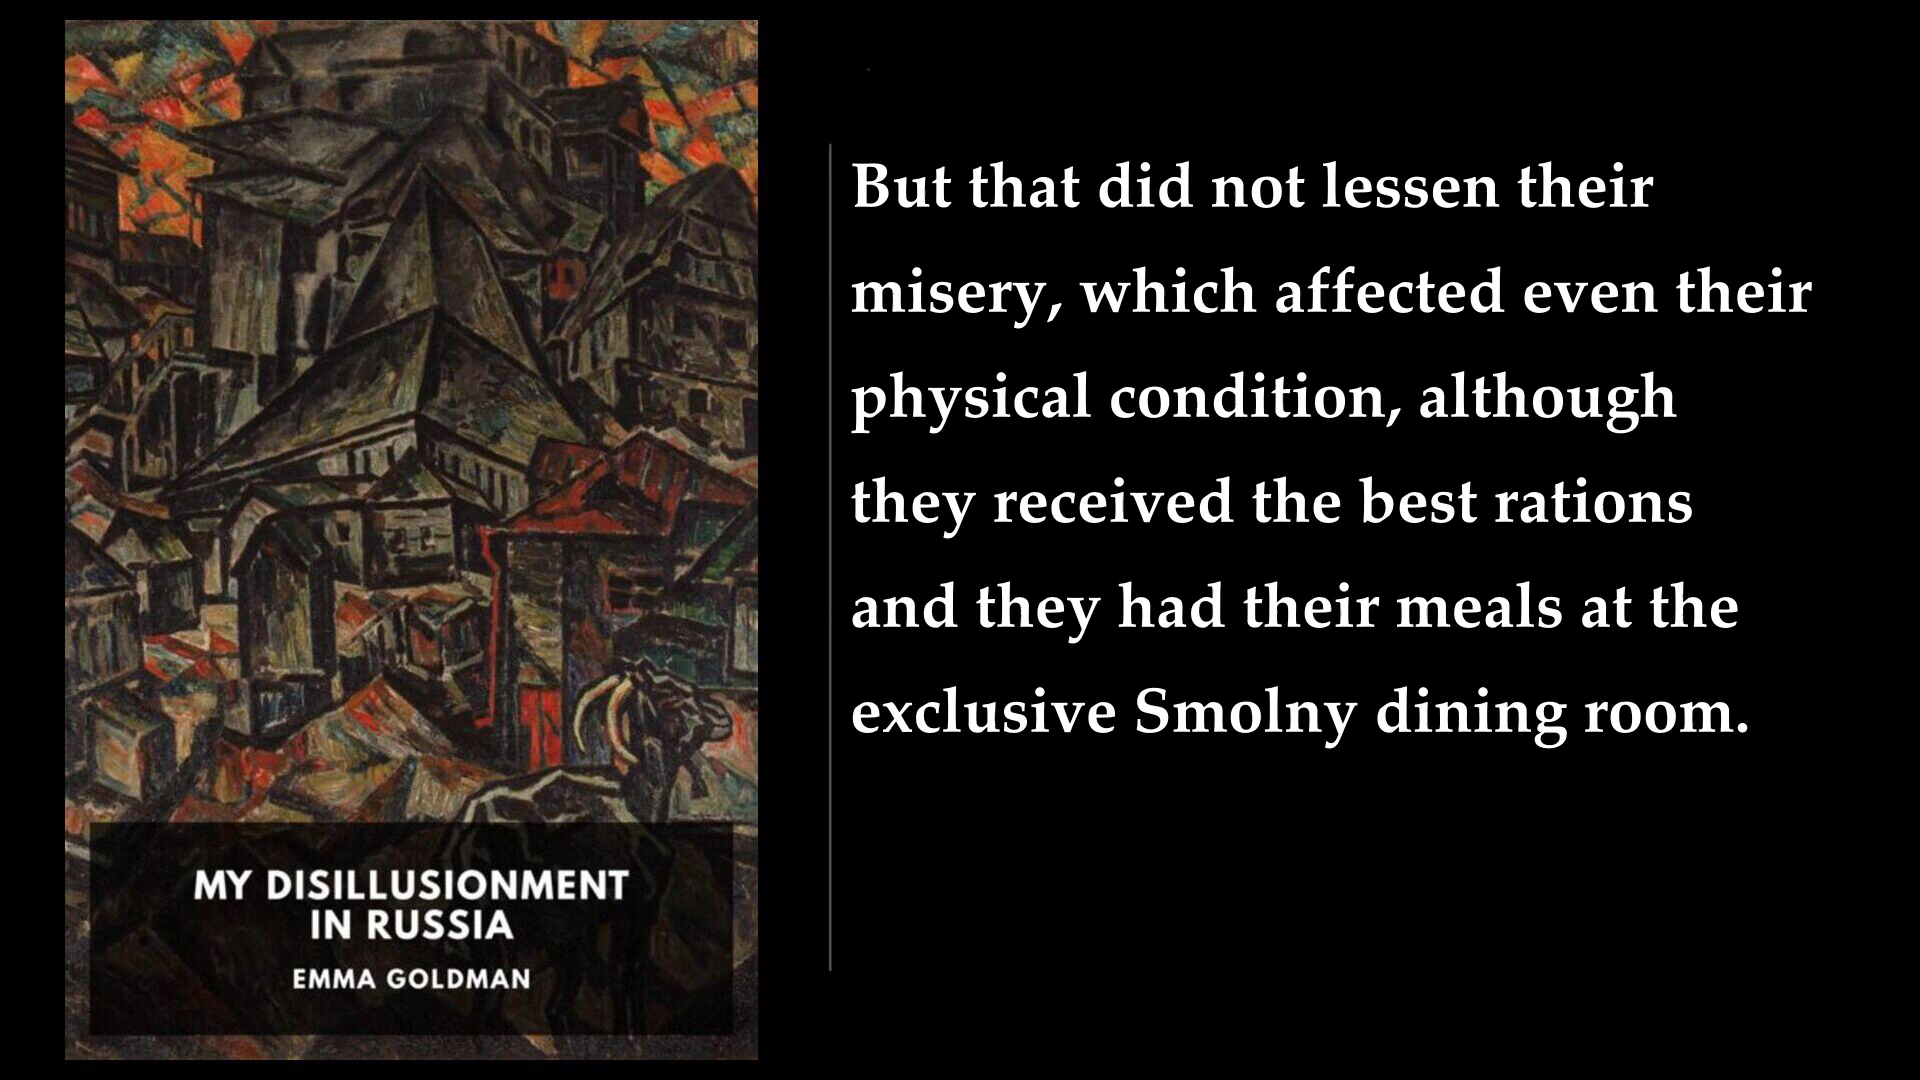 MY DISILLUSIONMENT
IN RUSSIA
EMMA GOLDMAN
But that did not lessen their
misery, which affected even their
physical condition, although
they received the best rations
and they had their meals at the
exclusive Smolny dining room.